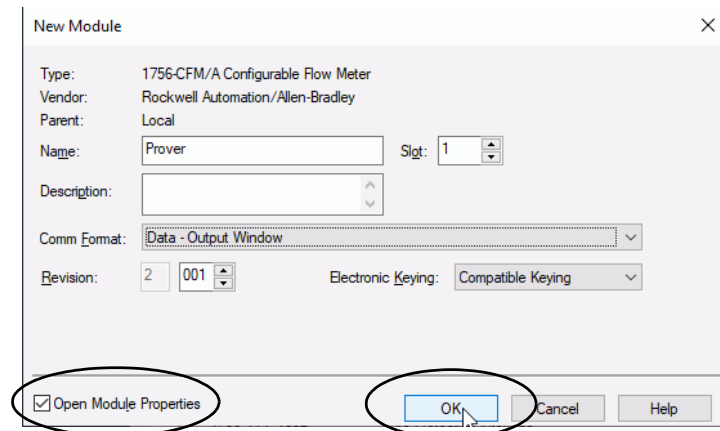 New Module
Type: 1756-CFM/A Configurable Flow Meter
Vendor: Rockwell Automation/Allen-Bradley
Parent: Local
Name: Prover Slot: 1
Description:
Comm Format: Data - Output Window
Revision: 2 001 Electronic Keying: Compatible Keying
Open Module Properties OK Cancel Help